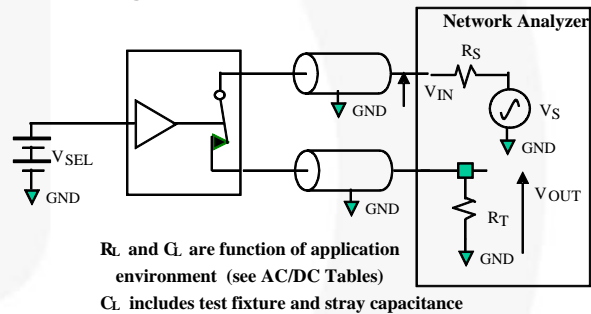 Network Analyzer
RS
VIN
GND
VS
GND
VSEL
GND
GND
RT
VOUT
GND
RL and CL are function of application
environment (see AC/DC Tables)
CL includes test fixture and stray capacitance